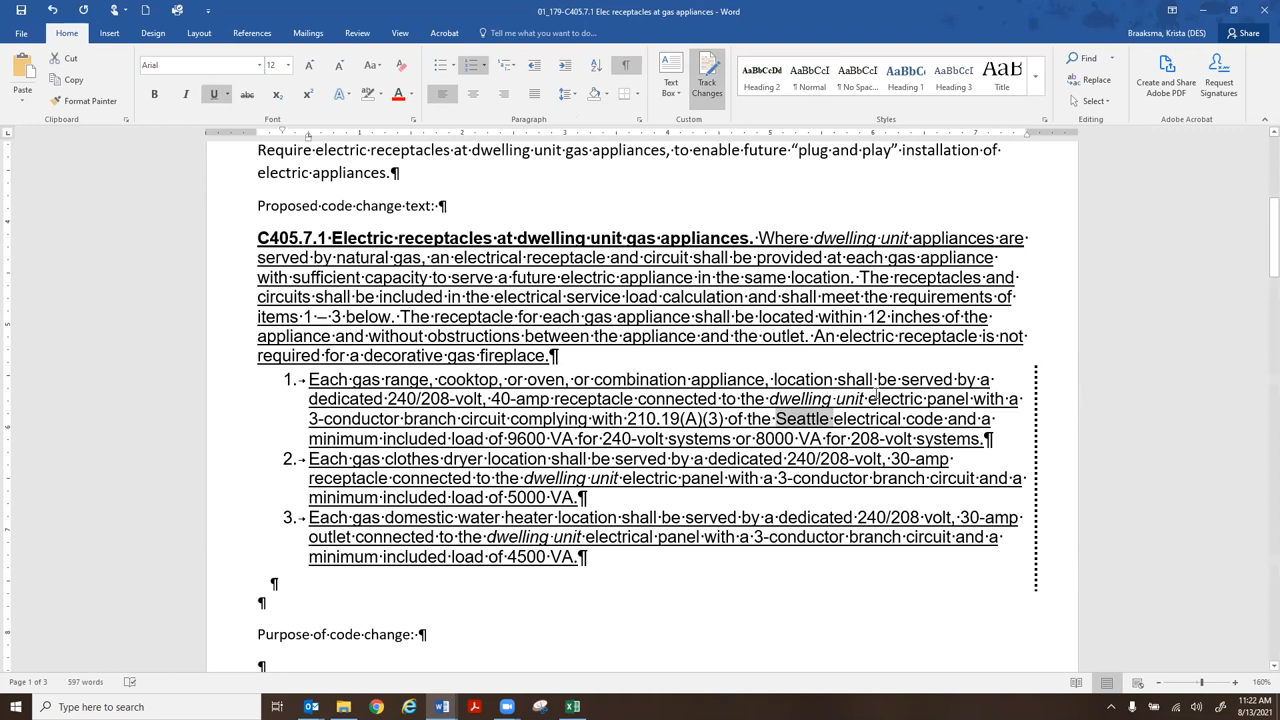 01_179-C405.7.1 Elec receptacles at gas appliances - Word
Braaksma, Krista (DES)
File Home Insert Design Layout References Mailings Review View Acrobat Tell me what you want to do... Share
Paste
Cut
Copy
Format Painter
Clipboard
Arial 12
Font
Paragraph
Text Box
Track Changes
Custom
AaBbCcDd Heading 2
AaBbCcI ¶ Normal
AaBbCcI ¶ No Spac...
AaBbC Heading 1
AaBbCcI Heading 3
AaB Title
Styles
Find
Replace
Select
Editing
Create and Share Adobe PDF
Request Signatures
Adobe Acrobat
Require electric receptacles at dwelling unit gas appliances, to enable future “plug and play” installation of
electric appliances.¶
Proposed code change text: ¶
C405.7.1 Electric receptacles at dwelling unit gas appliances. Where dwelling unit appliances are
served by natural gas, an electrical receptacle and circuit shall be provided at each gas appliance
with sufficient capacity to serve a future electric appliance in the same location. The receptacles and
circuits shall be included in the electrical service load calculation and shall meet the requirements of
items 1 – 3 below. The receptacle for each gas appliance shall be located within 12 inches of the
appliance and without obstructions between the appliance and the outlet. An electric receptacle is not
required for a decorative gas fireplace.¶
1. Each gas range, cooktop, or oven, or combination appliance, location shall be served by a
dedicated 240/208-volt, 40-amp receptacle connected to the dwelling unit electric panel with a
3-conductor branch circuit complying with 210.19(A)(3) of the Seattle electrical code and a
minimum included load of 9600 VA for 240-volt systems or 8000 VA for 208-volt systems.¶
2. Each gas clothes dryer location shall be served by a dedicated 240/208-volt, 30-amp
receptacle connected to the dwelling unit electric panel with a 3-conductor branch circuit and a
minimum included load of 5000 VA.¶
3. Each gas domestic water heater location shall be served by a dedicated 240/208 volt, 30-amp
outlet connected to the dwelling unit electrical panel with a 3-conductor branch circuit and a
minimum included load of 4500 VA.¶
¶
¶
Purpose of code change: ¶
¶
Page 1 of 3 597 words 160%
Type here to search
11:22 AM
8/13/2021